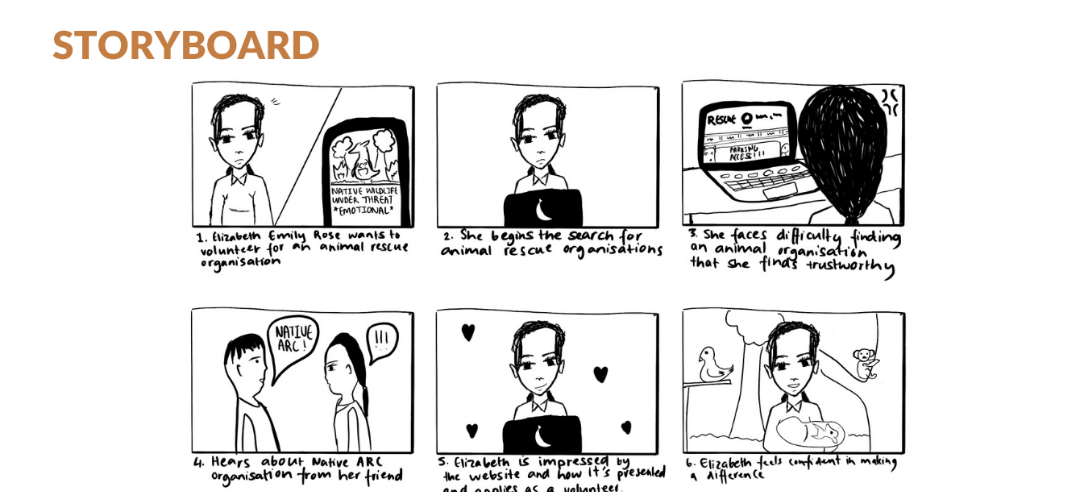 STORYBOARD
NATIVE WILDLIFE
UNDER THREAT
*EMOTIONAL*
1. Elizabeth Emily Rose wants to
volunteer for an animal rescue
organisation
2. She begins the search for
animal rescue organisations
RESCUE
PARKING
ACCESS!!!
3. She faces difficulty finding
an animal organisation
that she finds trustworthy
NATIVE
ARC!
!!!
4. Hears about Native ARC
organisation from her friend
5. Elizabeth is impressed by
the website and how it's presented
and applies as a volunteer.
6. Elizabeth feels confident in making
a difference